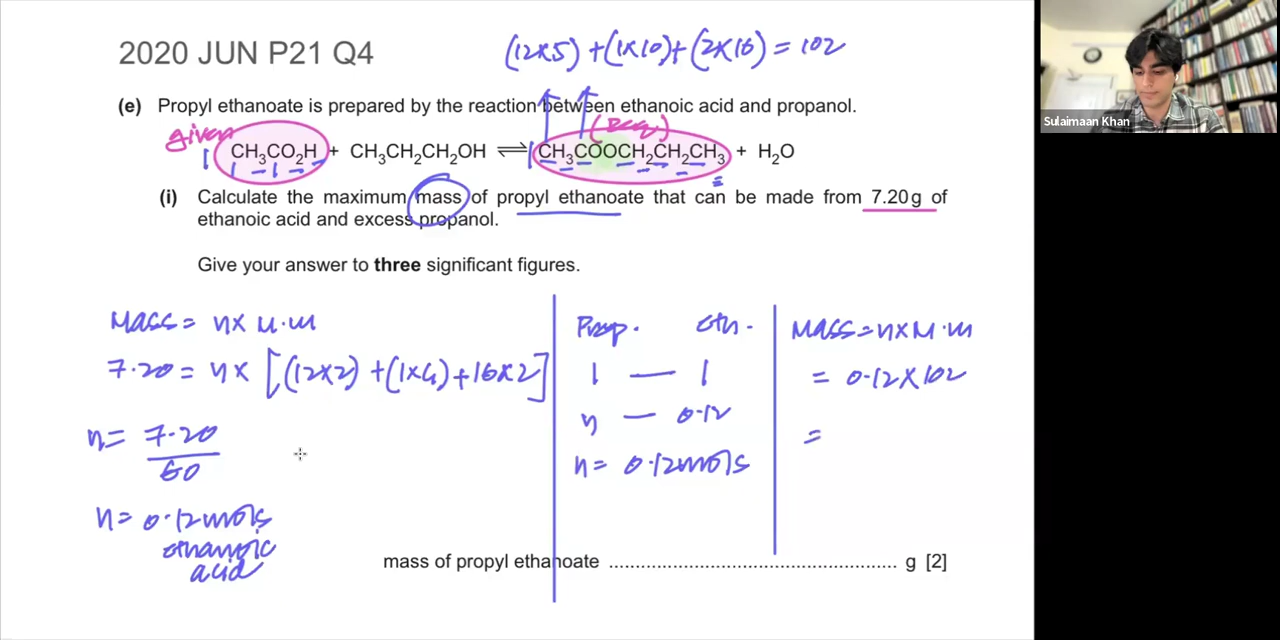 2020 JUN P21 Q4
(12×5) + (1×10) + (2×16) = 102
Sulaimaan Khan
(e) Propyl ethanoate is prepared by the reaction between ethanoic acid and propanol.
given
1 CH₃CO₂H + CH₃CH₂CH₂OH ⇌ 1 CH₃COOCH₂CH₂CH₃ + H₂O
(i) Calculate the maximum mass of propyl ethanoate that can be made from 7.20 g of
ethanoic acid and excess propanol.
Give your answer to three significant figures.
Mass = n × M.m
7.20 = n × [(12×2) + (1×4) + 16×2]
n = 7.20
60
n = 0.12 mols
ethanoic
acid
Prop. eth.
1 — 1
n — 0.12
n = 0.12 mols
Mass = n × M.m
= 0.12 × 102
=
mass of propyl ethanoate ........................................................ g [2]